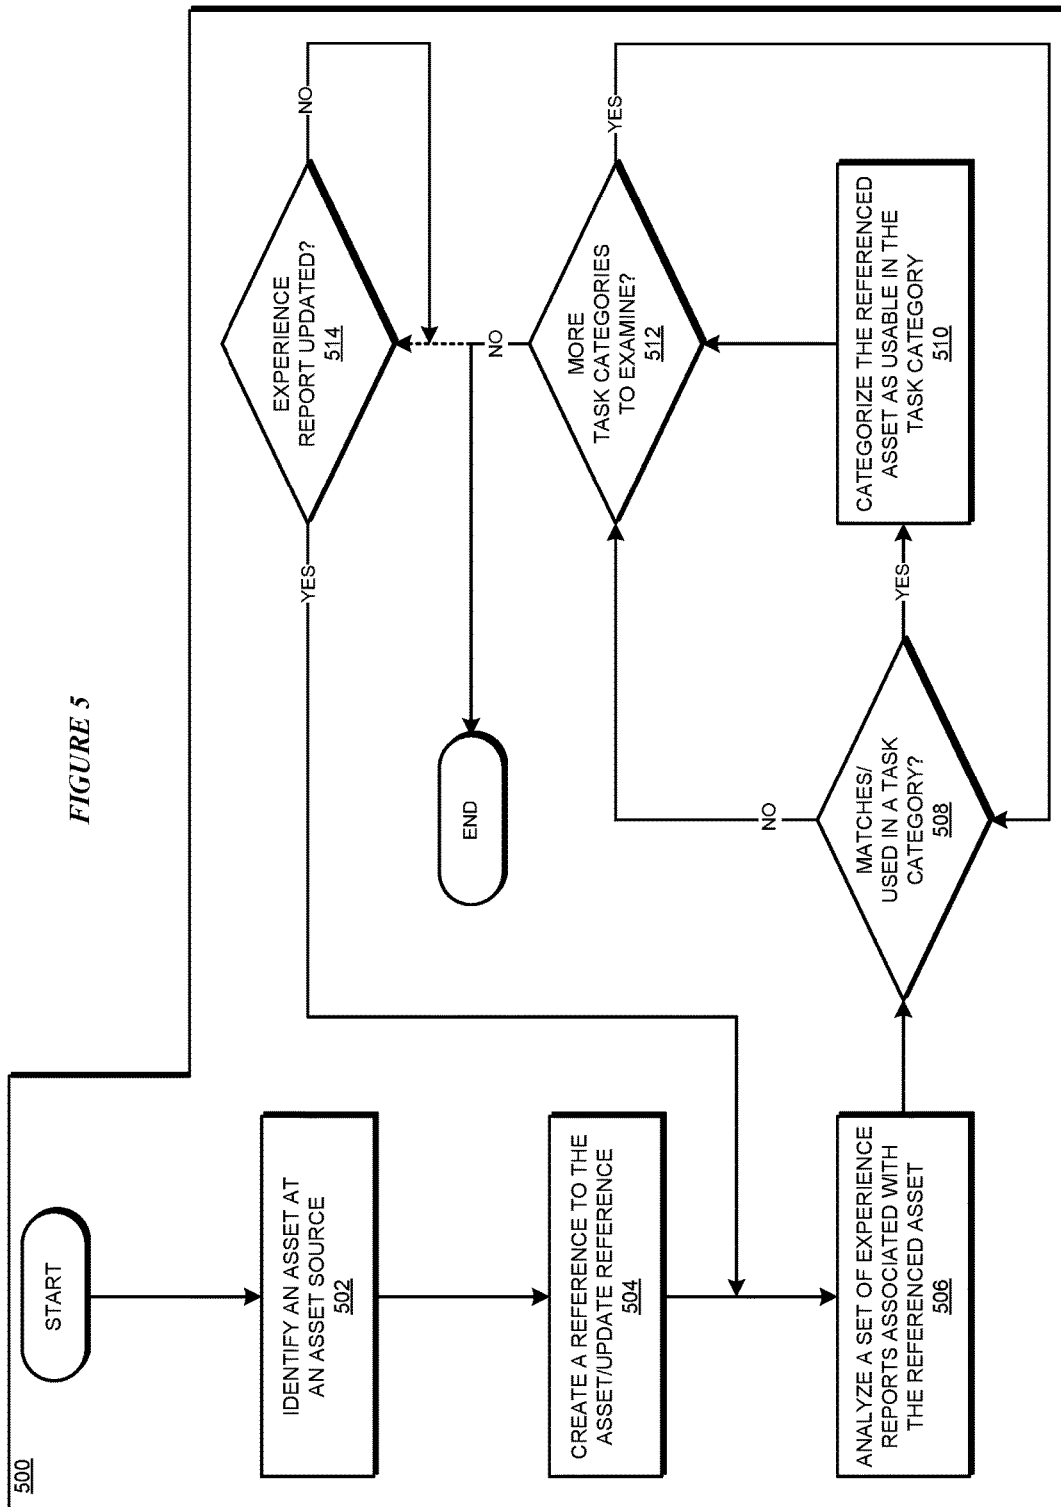 500
START
IDENTIFY AN ASSET AT
AN ASSET SOURCE
502
CREATE A REFERENCE TO THE
ASSET/UPDATE REFERENCE
504
ANALYZE A SET OF EXPERIENCE
REPORTS ASSOCIATED WITH
THE REFERENCED ASSET
506
MATCHES/
USED IN A TASK
CATEGORY?
508
NO
YES
CATEGORIZE THE REFERENCED
ASSET AS USABLE IN THE
TASK CATEGORY
510
MORE
TASK CATEGORIES
TO EXAMINE?
512
YES
NO
END
EXPERIENCE
REPORT UPDATED?
514
YES
NO
FIGURE 5